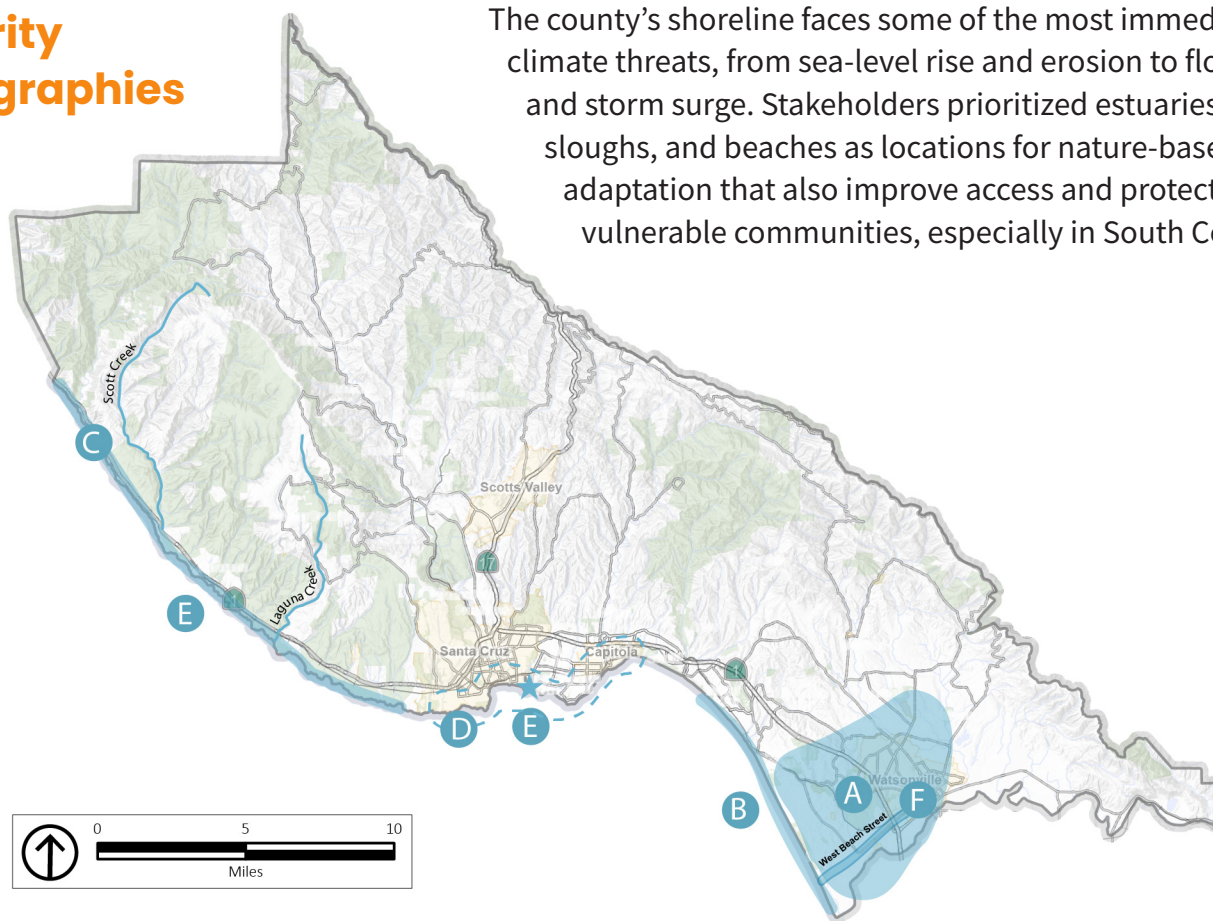 rity
graphies
The county's shoreline faces some of the most immed
climate threats, from sea-level rise and erosion to flo
and storm surge. Stakeholders prioritized estuaries
sloughs, and beaches as locations for nature-base
adaptation that also improve access and protect
vulnerable communities, especially in South Co
Scott Creek
C
Scotts Valley
17
Laguna Creek
E
1
Santa Cruz
Capitola
D
E
1
B
A
Watsonville
F
West Beach Street
0 5 10
Miles